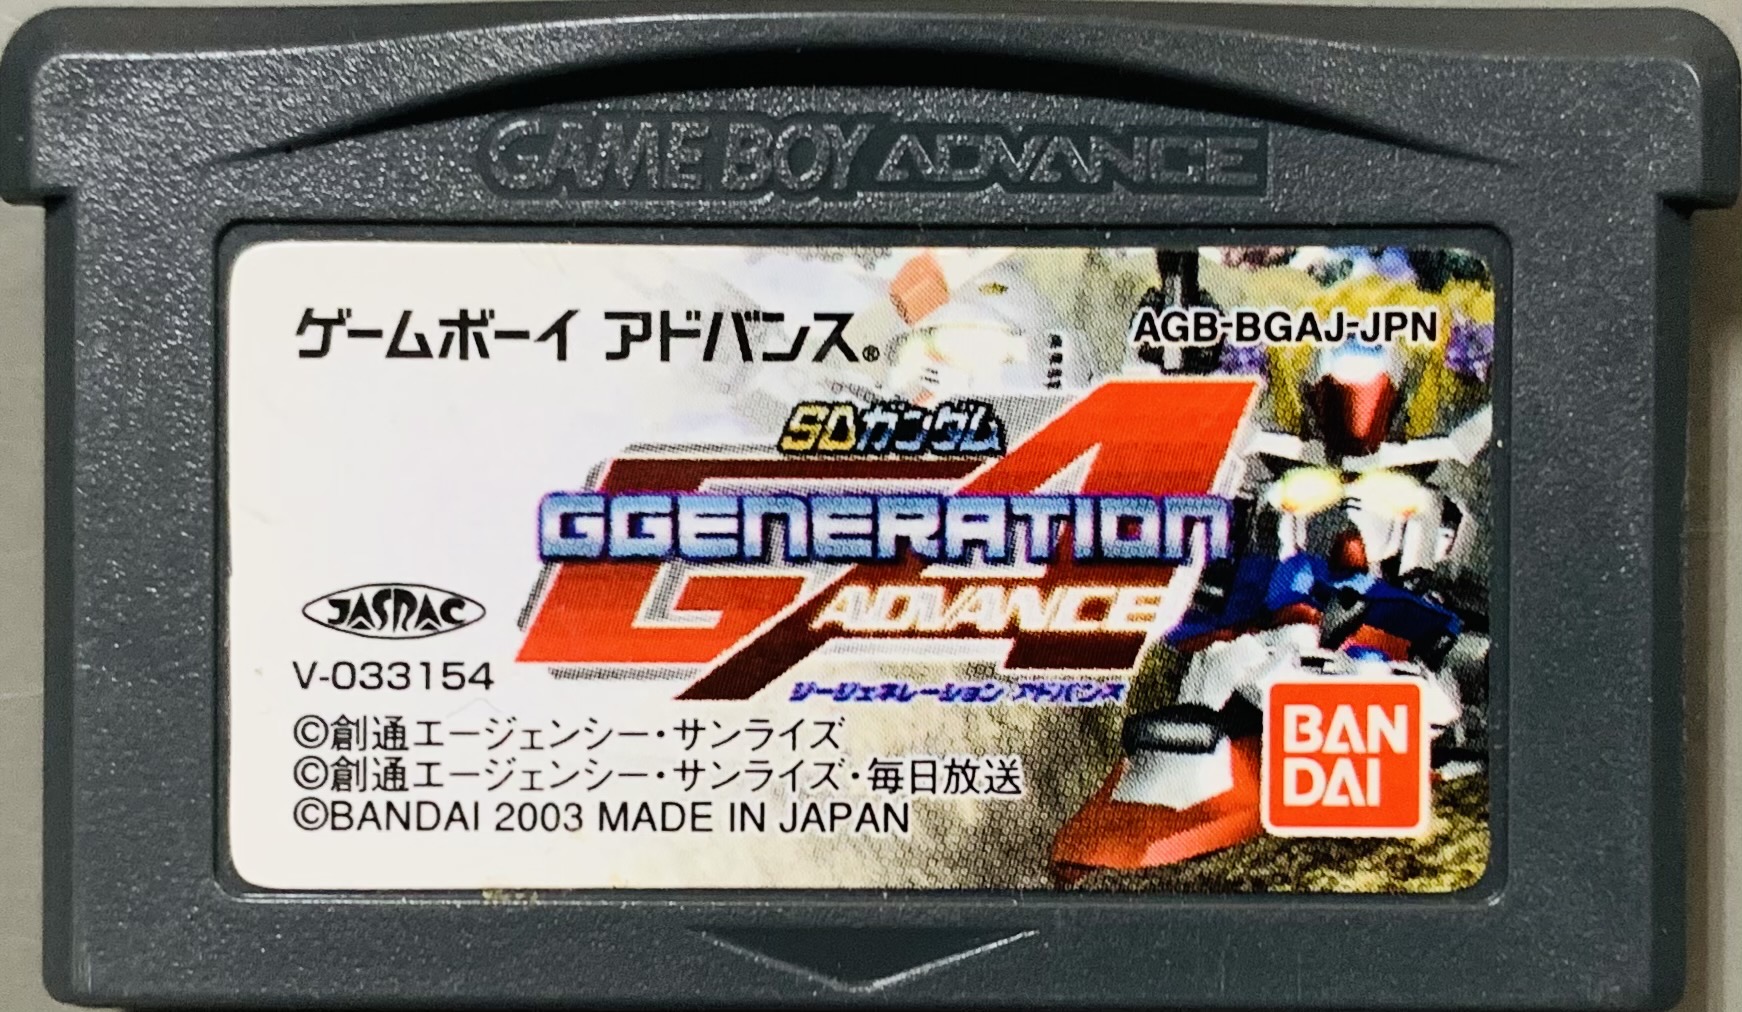 GAME BOY ADVANCE
ゲームボーイ アドバンス®
AGB-BGAJ-JPN
SDガンダム
GGENERATION
ADVANCE
ジージェネレーション アドバンス
JASRAC
V-033154
©創通エージェンシー・サンライズ
©創通エージェンシー・サンライズ・毎日放送
©BANDAI 2003 MADE IN JAPAN
BAN
DAI